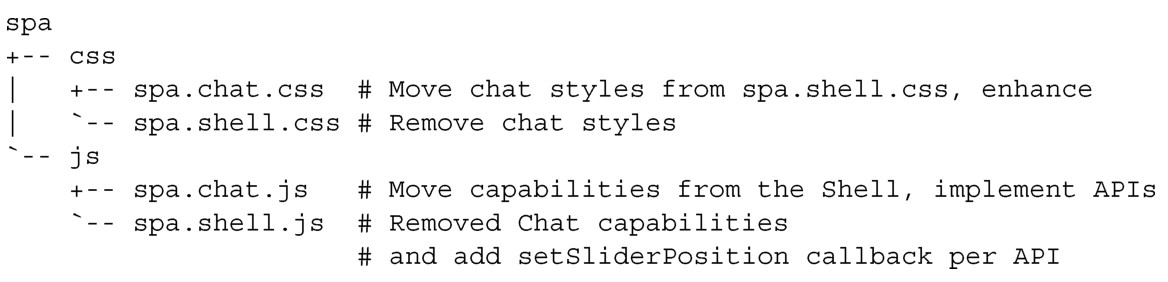 spa
+-- css
|   +-- spa.chat.css  # Move chat styles from spa.shell.css, enhance
|   `-- spa.shell.css # Remove chat styles
`-- js
    +-- spa.chat.js   # Move capabilities from the Shell, implement APIs
    `-- spa.shell.js  # Removed Chat capabilities
                      # and add setSliderPosition callback per API